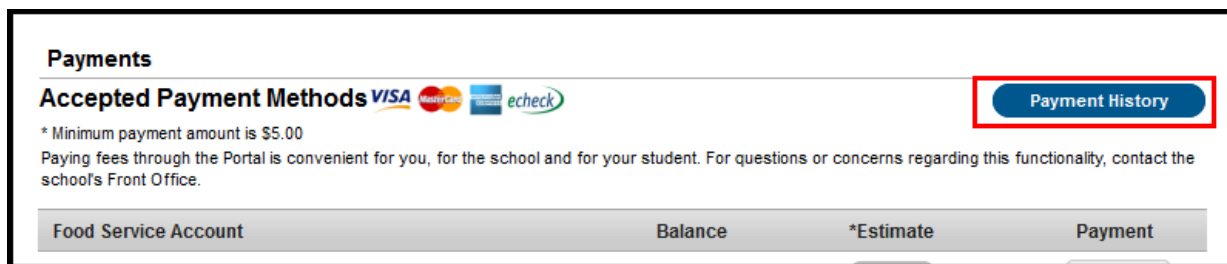 Payments
Accepted Payment Methods VISA MasterCard AMERICAN EXPRESS echeck
Payment History
* Minimum payment amount is $5.00
Paying fees through the Portal is convenient for you, for the school and for your student. For questions or concerns regarding this functionality, contact the
school's Front Office.
Food Service Account Balance *Estimate Payment